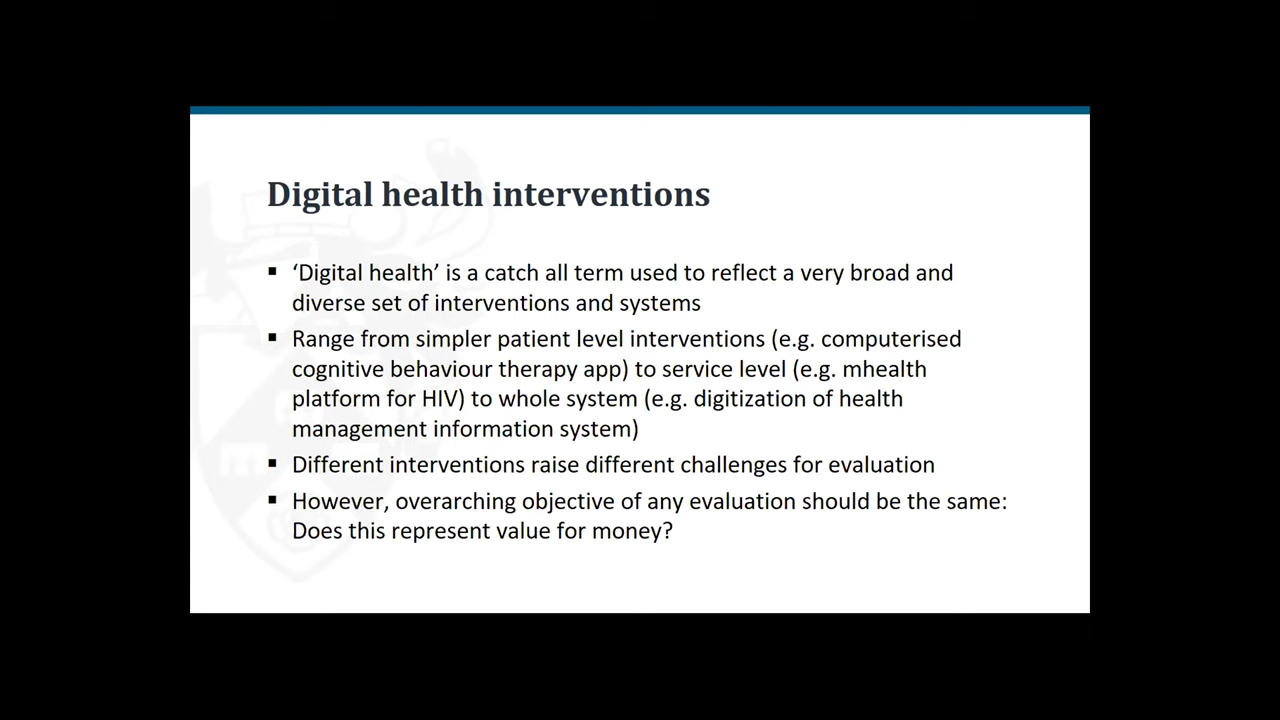 Digital health interventions
▪ ‘Digital health’ is a catch all term used to reflect a very broad and
diverse set of interventions and systems
▪ Range from simpler patient level interventions (e.g. computerised
cognitive behaviour therapy app) to service level (e.g. mhealth
platform for HIV) to whole system (e.g. digitization of health
management information system)
▪ Different interventions raise different challenges for evaluation
▪ However, overarching objective of any evaluation should be the same:
Does this represent value for money?